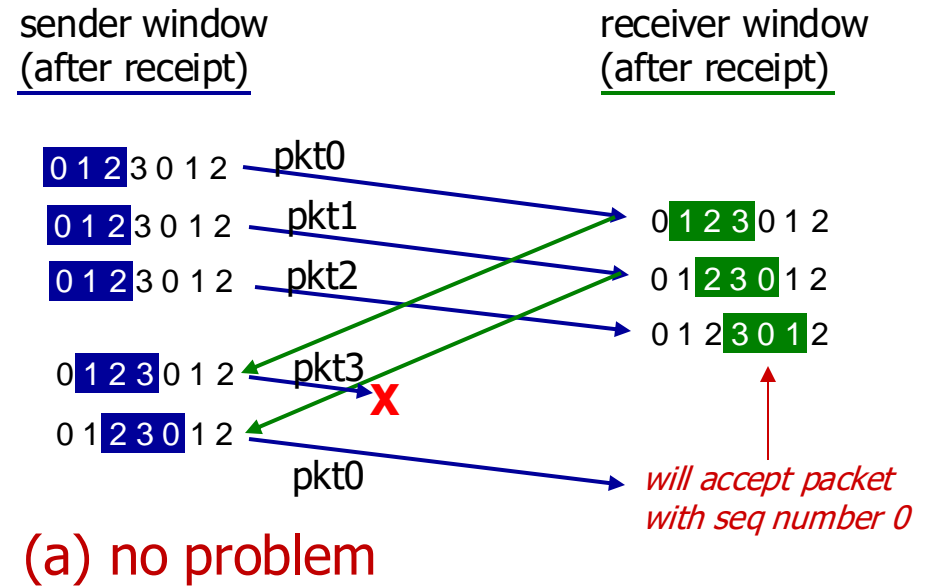 sender window
(after receipt)
receiver window
(after receipt)
0 1 2 3 0 1 2
pkt0
0 1 2 3 0 1 2
pkt1
0 1 2 3 0 1 2
pkt2
0 1 2 3 0 1 2
0 1 2 3 0 1 2
0 1 2 3 0 1 2
0 1 2 3 0 1 2
pkt3
X
0 1 2 3 0 1 2
pkt0
will accept packet
with seq number 0
(a) no problem